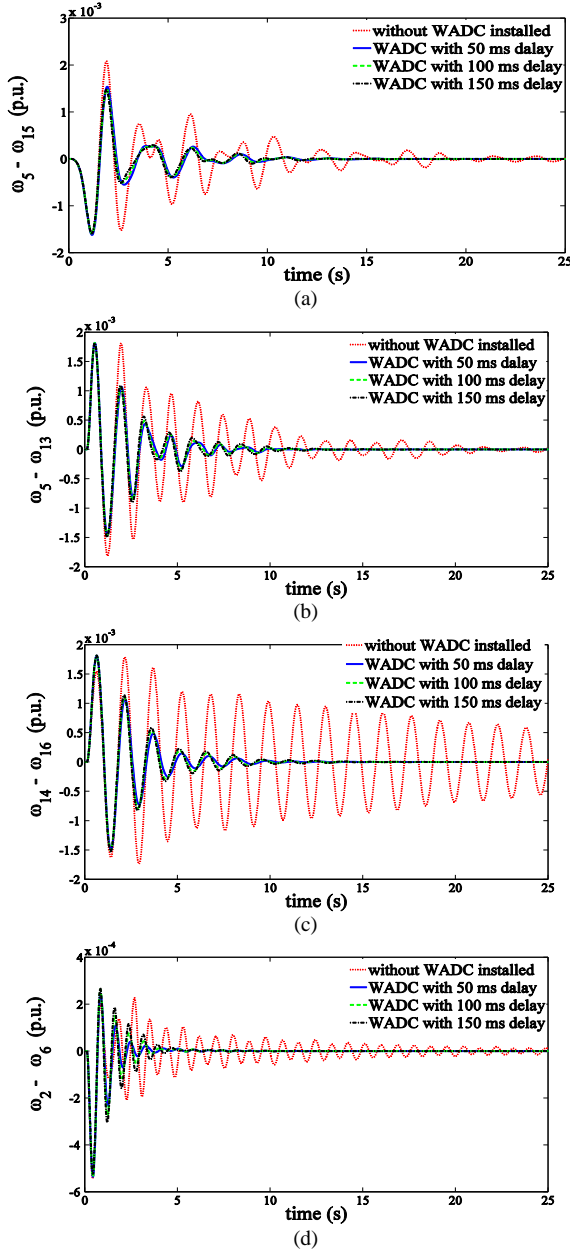 x 10⁻³
3
2
1
0
-1
-2
ω₅ - ω₁₅ (p.u.)
without WADC installed
WADC with 50 ms dalay
WADC with 100 ms delay
WADC with 150 ms delay
0 5 10 15 20 25
time (s)
(a)
x 10⁻³
2
1.5
1
0.5
0
-0.5
-1
-1.5
-2
ω₅ - ω₁₃ (p.u.)
without WADC installed
WADC with 50 ms dalay
WADC with 100 ms delay
WADC with 150 ms delay
0 5 10 15 20 25
time (s)
(b)
x 10⁻³
2
1.5
1
0.5
0
-0.5
-1
-1.5
-2
ω₁₄ - ω₁₆ (p.u.)
without WADC installed
WADC with 50 ms dalay
WADC with 100 ms delay
WADC with 150 ms delay
0 5 10 15 20 25
time (s)
(c)
x 10⁻⁴
4
2
0
-2
-4
-6
ω₂ - ω₆ (p.u.)
without WADC installed
WADC with 50 ms dalay
WADC with 100 ms delay
WADC with 150 ms delay
0 5 10 15 20 25
time (s)
(d)